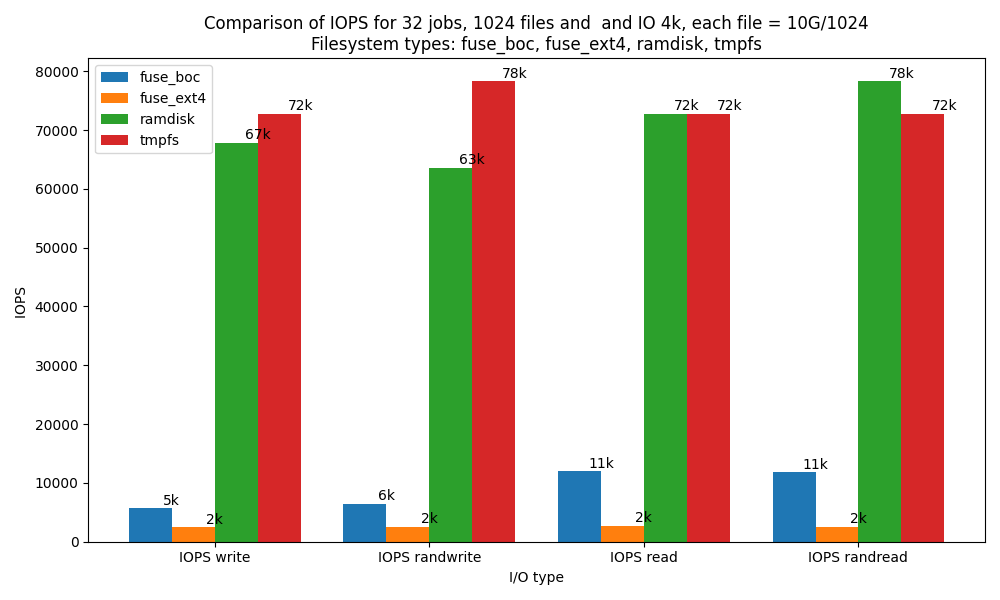 Comparison of IOPS for 32 jobs, 1024 files and  and IO 4k, each file = 10G/1024
Filesystem types: fuse_boc, fuse_ext4, ramdisk, tmpfs
fuse_boc
fuse_ext4
ramdisk
tmpfs
IOPS
80000
70000
60000
50000
40000
30000
20000
10000
0
5k
2k
67k
72k
6k
2k
63k
78k
11k
2k
72k
72k
11k
2k
78k
72k
IOPS write
IOPS randwrite
IOPS read
IOPS randread
I/O type